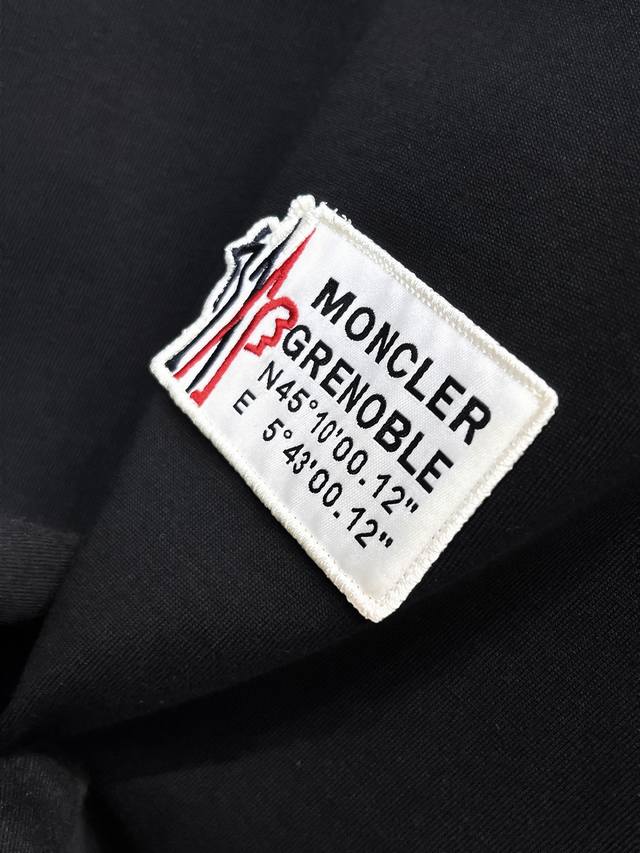 MONCLER
GRENOBLE
N45°10'00.12"
E 5°43'00.12"